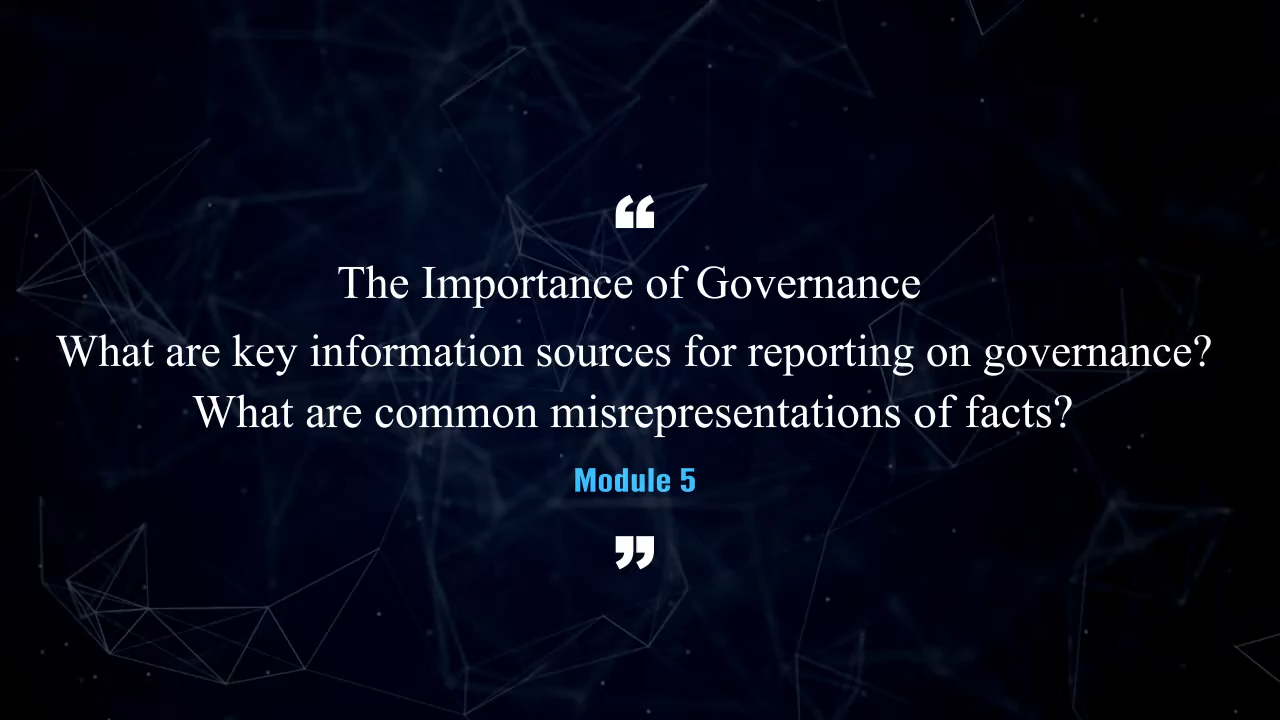 “
The Importance of Governance
What are key information sources for reporting on governance?
What are common misrepresentations of facts?
Module 5
”